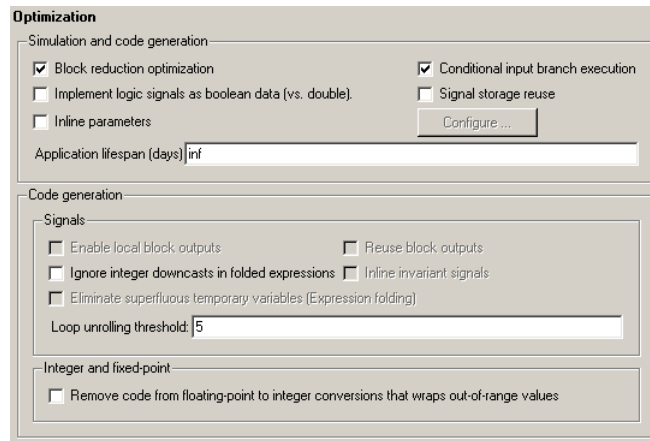 Optimization
Simulation and code generation
Block reduction optimization
Conditional input branch execution
Implement logic signals as boolean data (vs. double).
Signal storage reuse
Inline parameters
Configure ...
Application lifespan (days) inf
Code generation
Signals
Enable local block outputs
Reuse block outputs
Ignore integer downcasts in folded expressions
Inline invariant signals
Eliminate superfluous temporary variables (Expression folding)
Loop unrolling threshold: 5
Integer and fixed-point
Remove code from floating-point to integer conversions that wraps out-of-range values